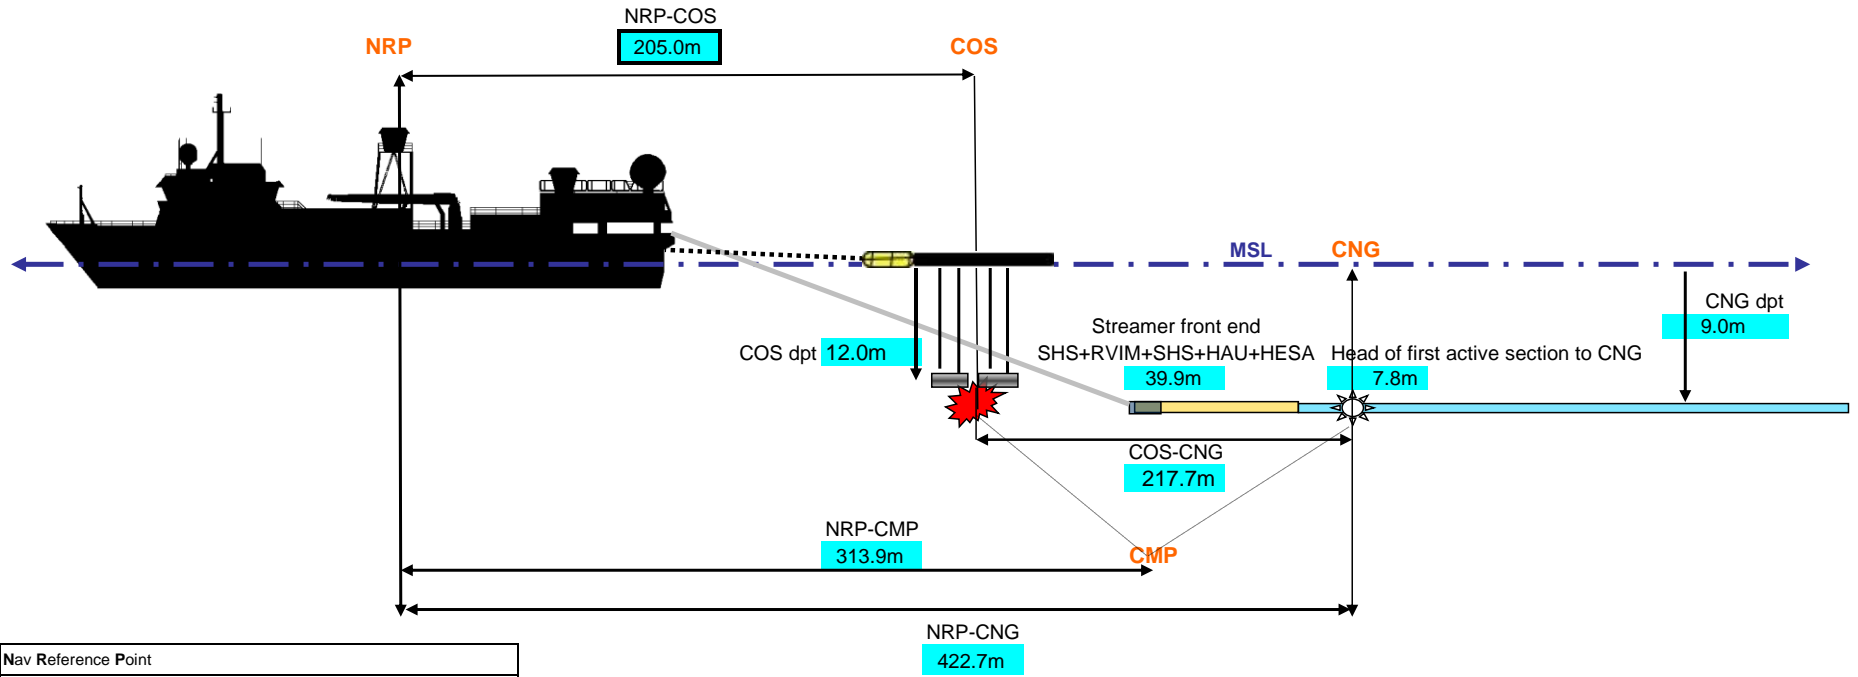 NRP-COS
NRP
205.0m
COS
MSL
CNG
CNG dpt
9.0m
Streamer front end
COS dpt 12.0m
SHS+RVIM+SHS+HAU+HESA
Head of first active section to CNG
39.9m
7.8m
COS-CNG
217.7m
NRP-CMP
313.9m
CMP
NRP-CNG
422.7m
Nav Reference Point